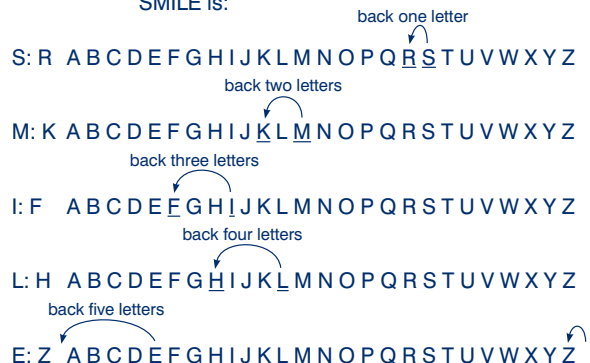 SMILE is:
back one letter
S: R A B C D E F G H I J K L M N O P Q R S T U V W X Y Z
back two letters
M: K A B C D E F G H I J K L M N O P Q R S T U V W X Y Z
back three letters
I: F A B C D E F G H I J K L M N O P Q R S T U V W X Y Z
back four letters
L: H A B C D E F G H I J K L M N O P Q R S T U V W X Y Z
back five letters
E: Z A B C D E F G H I J K L M N O P Q R S T U V W X Y Z